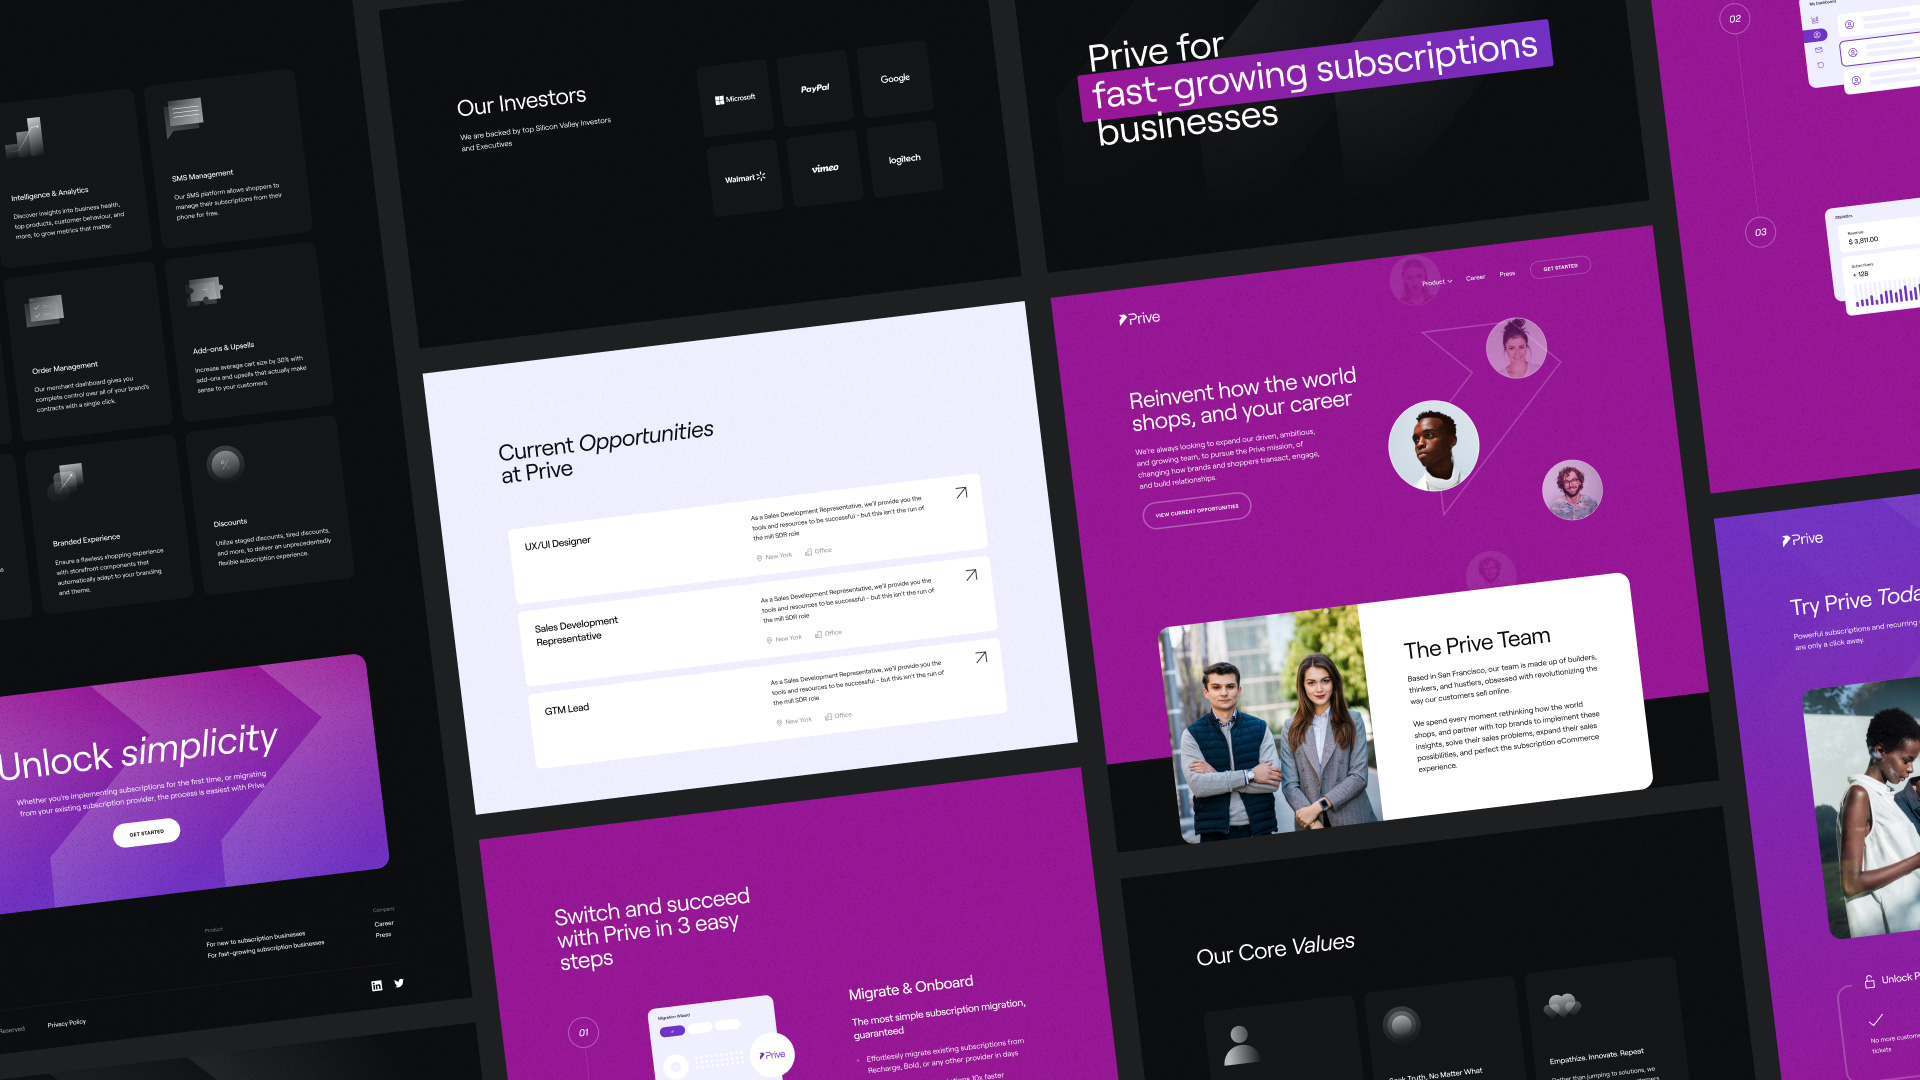 Intelligence & Analytics
Discover insights into business health,
top products, customer behaviour, and
more, to grow metrics that matter.
SMS Management
Our SMS platform allows shoppers to
manage their subscriptions from their
phone for free.
Order Management
Our merchant dashboard gives you
complete control over all of your brand's
contracts with a single click.
Add-ons & Upsells
Increase average cart size by 30% with
add-ons and upsells that actually make
sense to your customers.
Branded Experience
Ensure a flawless shopping experience
with storefront components that
automatically adapt to your branding
and theme.
Discounts
Utilize staged discounts, tired discounts,
and more, to deliver an unprecedentedly
flexible subscription experience.
Unlock simplicity
Whether you're implementing subscriptions for the first time, or migrating
from your existing subscription provider, the process is easiest with Prive.
GET STARTED
Product
For new to subscription businesses
For fast-growing subscription businesses
Company
Career
Press
Reserved
Privacy Policy
Our Investors
We are backed by top Silicon Valley Investors
and Executives
Microsoft
PayPal
Google
Walmart
vimeo
logitech
Current Opportunities
at Prive
UX/UI Designer
As a Sales Development Representative, we'll provide you the
tools and resources to be successful - but this isn't the run of
the mill SDR role
New York
Office
Sales Development
Representative
As a Sales Development Representative, we'll provide you the
tools and resources to be successful - but this isn't the run of
the mill SDR role
New York
Office
GTM Lead
As a Sales Development Representative, we'll provide you the
tools and resources to be successful - but this isn't the run of
the mill SDR role
New York
Office
Switch and succeed
with Prive in 3 easy
steps
01
Migration Wizard
Prive
Migrate & Onboard
The most simple subscription migration,
guaranteed
Effortlessly migrate existing subscriptions from
Recharge, Bold, or any other provider in days
10x faster
Prive for
fast-growing subscriptions
businesses
Prive
Product
Career
Press
GET STARTED
Reinvent how the world
shops, and your career
We're always looking to expand our driven, ambitious,
and growing team, to pursue the Prive mission, of
changing how brands and shoppers transact, engage,
and build relationships.
VIEW CURRENT OPPORTUNITIES
The Prive Team
Based in San Francisco, our team is made up of builders,
thinkers, and hustlers, obsessed with revolutionizing the
way our customers sell online.
We spend every moment rethinking how the world
shops, and partner with top brands to implement these
insights, solve their sales problems, expand their sales
possibilities, and perfect the subscription eCommerce
experience.
Our Core Values
Seek Truth, No Matter What
Empathize. Innovate. Repeat
Rather than jumping to solutions, we
02
My Dashboard
03
Statistics
Revenue
$ 3,811.00
Subscribers
+ 128
Prive
Try Prive Toda
Powerful subscriptions and recurring
are only a click away.
Unlock P
No more custome
tickets